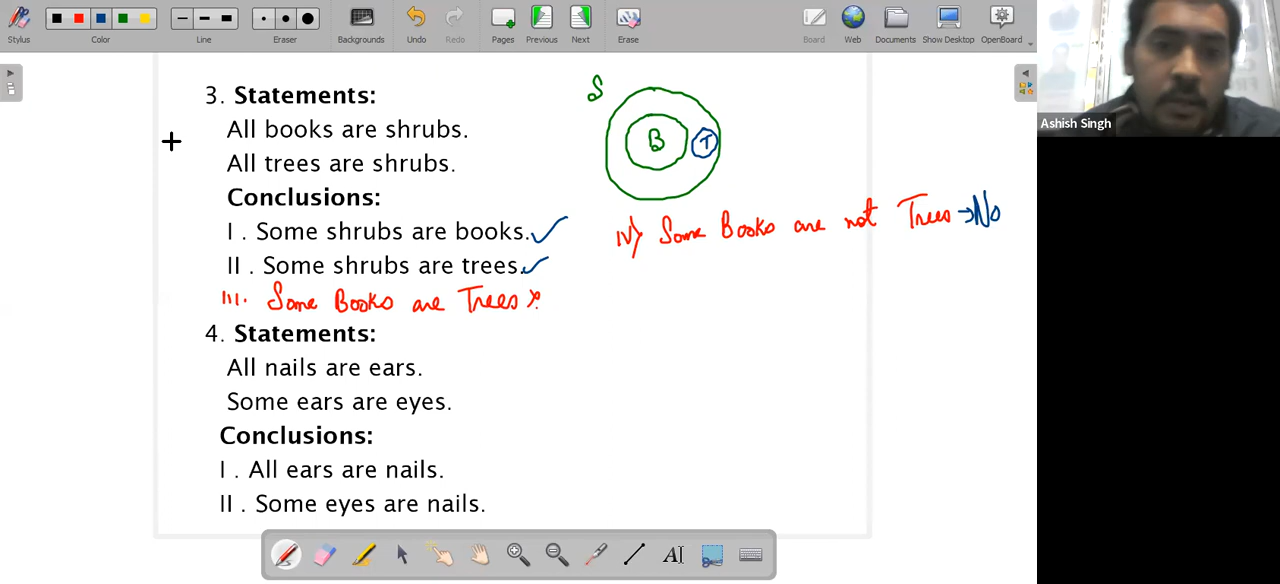 Stylus
Color
Line
Eraser
Backgrounds
Undo
Redo
Pages
Previous
Next
Erase
Board
Web
Documents
Show Desktop
OpenBoard
Ashish Singh
3. Statements:
All books are shrubs.
All trees are shrubs.
Conclusions:
I . Some shrubs are books.
II . Some shrubs are trees.
III. Some Books are Trees ×.
S
B
T
IV) Some Books are not Trees → No
4. Statements:
All nails are ears.
Some ears are eyes.
Conclusions:
I . All ears are nails.
II . Some eyes are nails.
AI